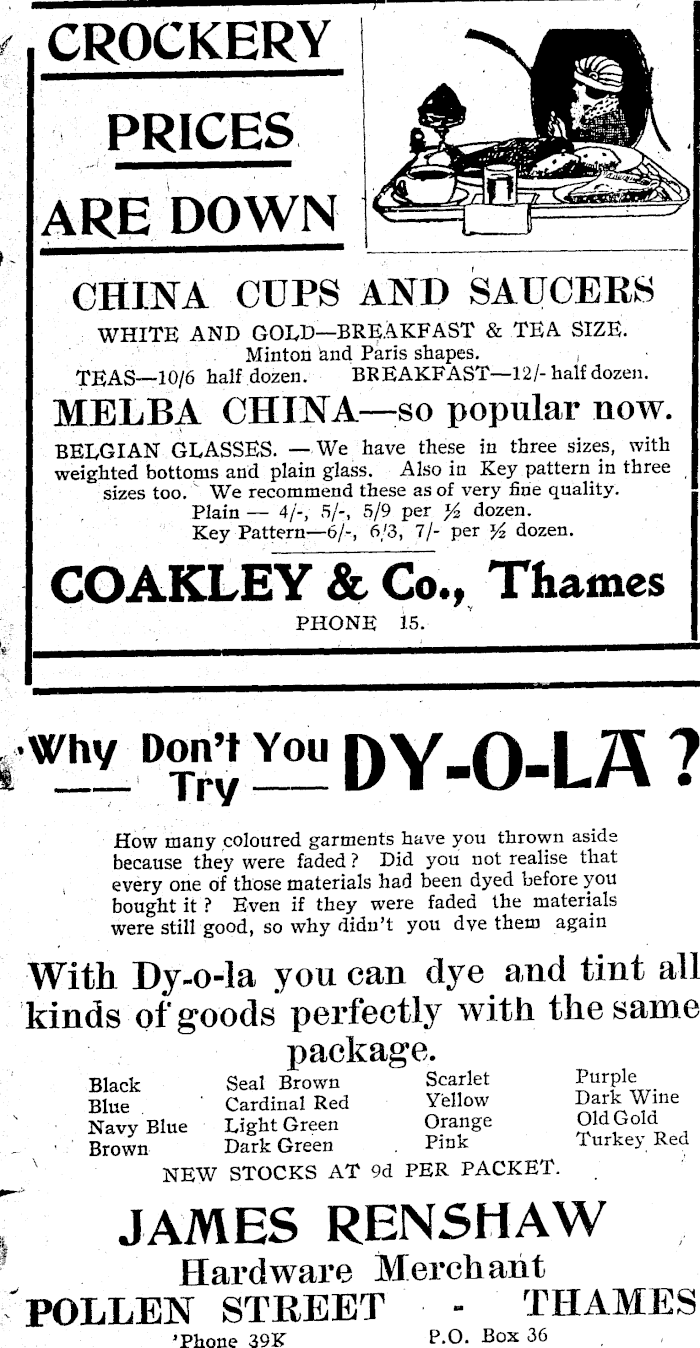 CROCKERY
PRICES
ARE DOWN
CHINA CUPS AND SAUCERS
WHITE AND GOLD—BREAKFAST & TEA SIZE.
Minton and Paris shapes.
TEAS—10/6 half dozen. BREAKFAST—12/- half dozen.
MELBA CHINA—so popular now.
BELGIAN GLASSES. — We have these in three sizes, with
weighted bottoms and plain glass. Also in Key pattern in three
sizes too. We recommend these as of very fine quality.
Plain — 4/-, 5/-, 5/9 per ½ dozen.
Key Pattern—6/-, 6/3, 7/- per ½ dozen.
COAKLEY & Co., Thames
PHONE 15.
Why Don't You DY-O-LA ?
—— Try ——
How many coloured garments have you thrown aside
because they were faded ? Did you not realise that
every one of those materials had been dyed before you
bought it ? Even if they were faded the materials
were still good, so why didn't you dve them again
With Dy-o-la you can dye and tint all
kinds of goods perfectly with the same
package.
Black Seal Brown Scarlet Purple
Blue Cardinal Red Yellow Dark Wine
Navy Blue Light Green Orange Old Gold
Brown Dark Green Pink Turkey Red
NEW STOCKS AT 9d PER PACKET.
JAMES RENSHAW
Hardware Merchant
POLLEN STREET - THAMES
'Phone 39K P.O. Box 36